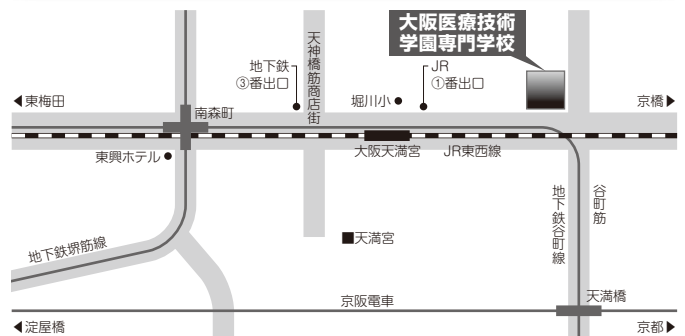 大阪医療技術
学園専門学校
天神橋筋商店街
地下鉄
③番出口
JR
①番出口
堀川小
◀東梅田
京橋▶
南森町
東興ホテル
大阪天満宮
JR東西線
地下鉄谷町線
谷町筋
地下鉄堺筋線
■天満宮
天満橋
京阪電車
◀淀屋橋
京都▶